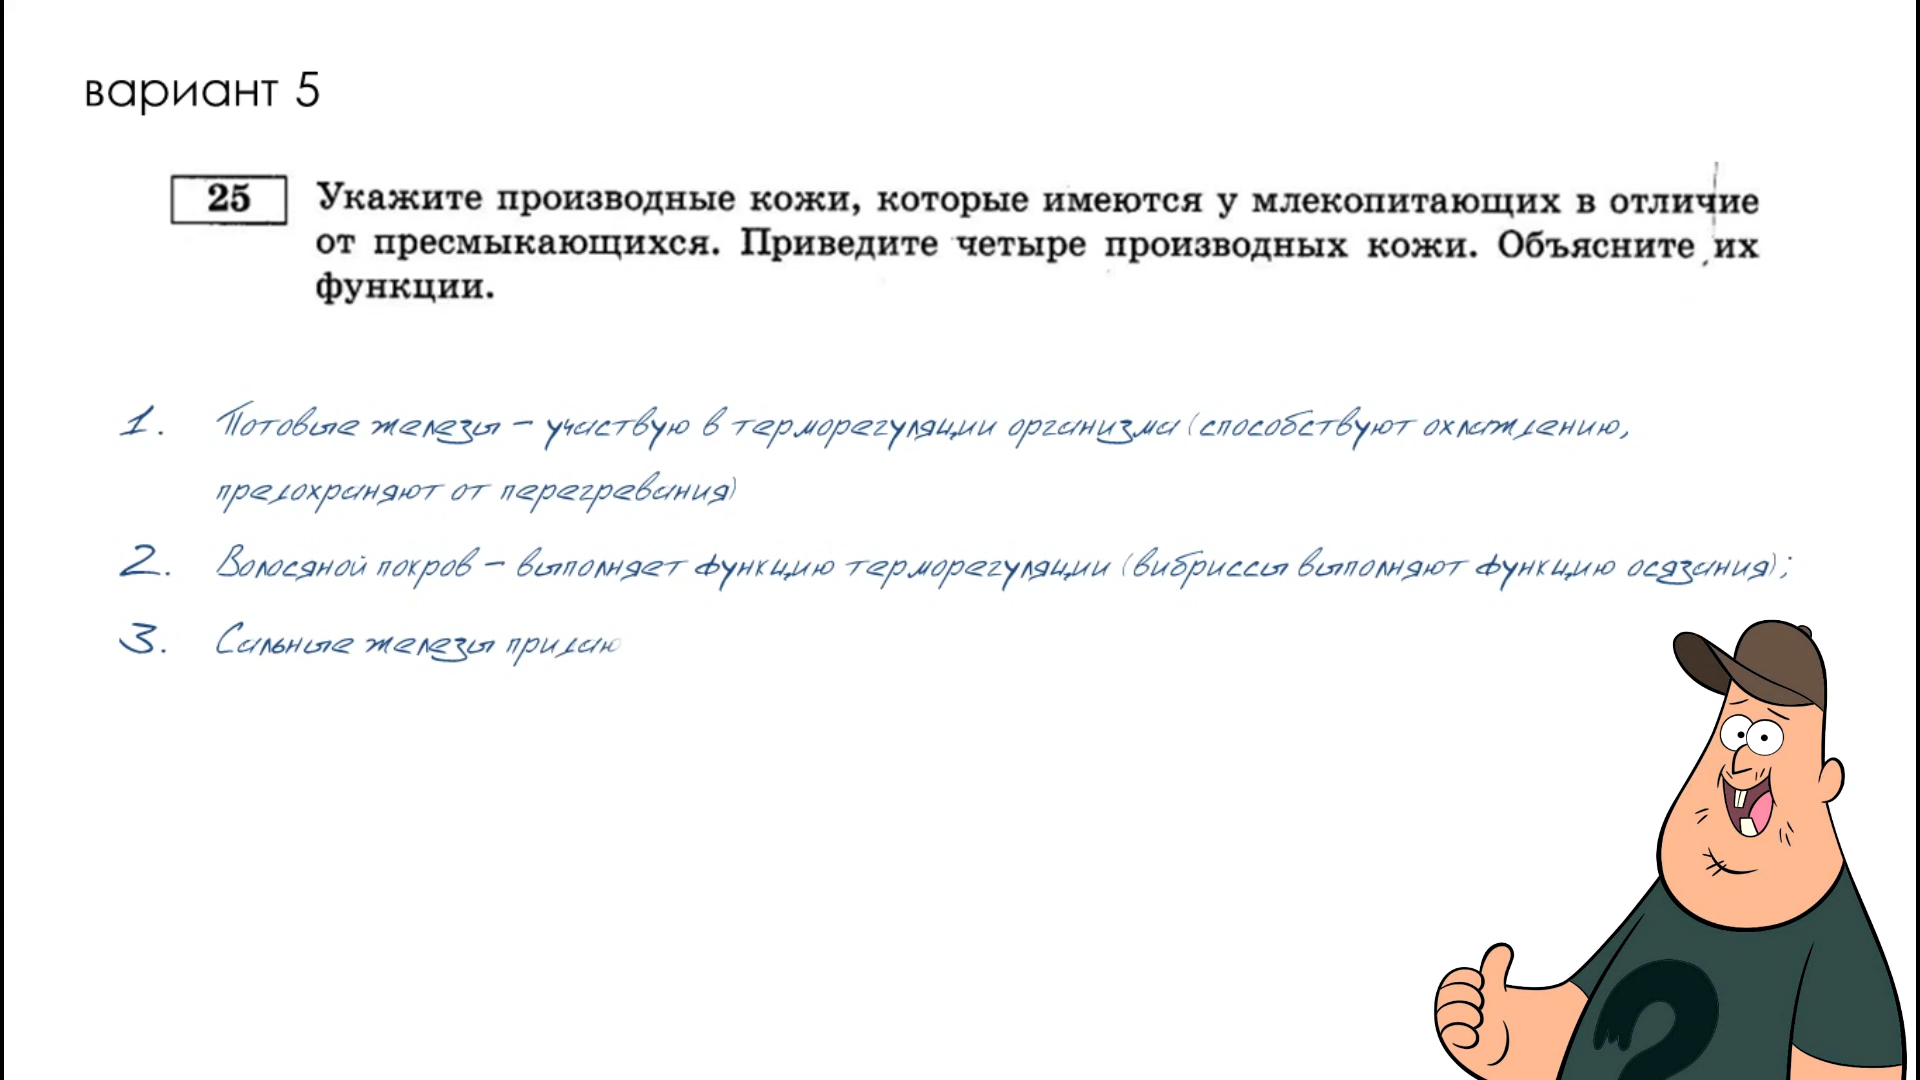 вариант 5
25 Укажите производные кожи, которые имеются у млекопитающих в отличие
от пресмыкающихся. Приведите четыре производных кожи. Объясните их
функции.
1. Потовые железы – участвую в терморегуляции организма (способствуют охлаждению,
предохраняют от перегревания)
2. Волосяной покров – выполняет функцию терморегуляции (вибриссы выполняют функцию осязания);
3. Сальные железы придаю